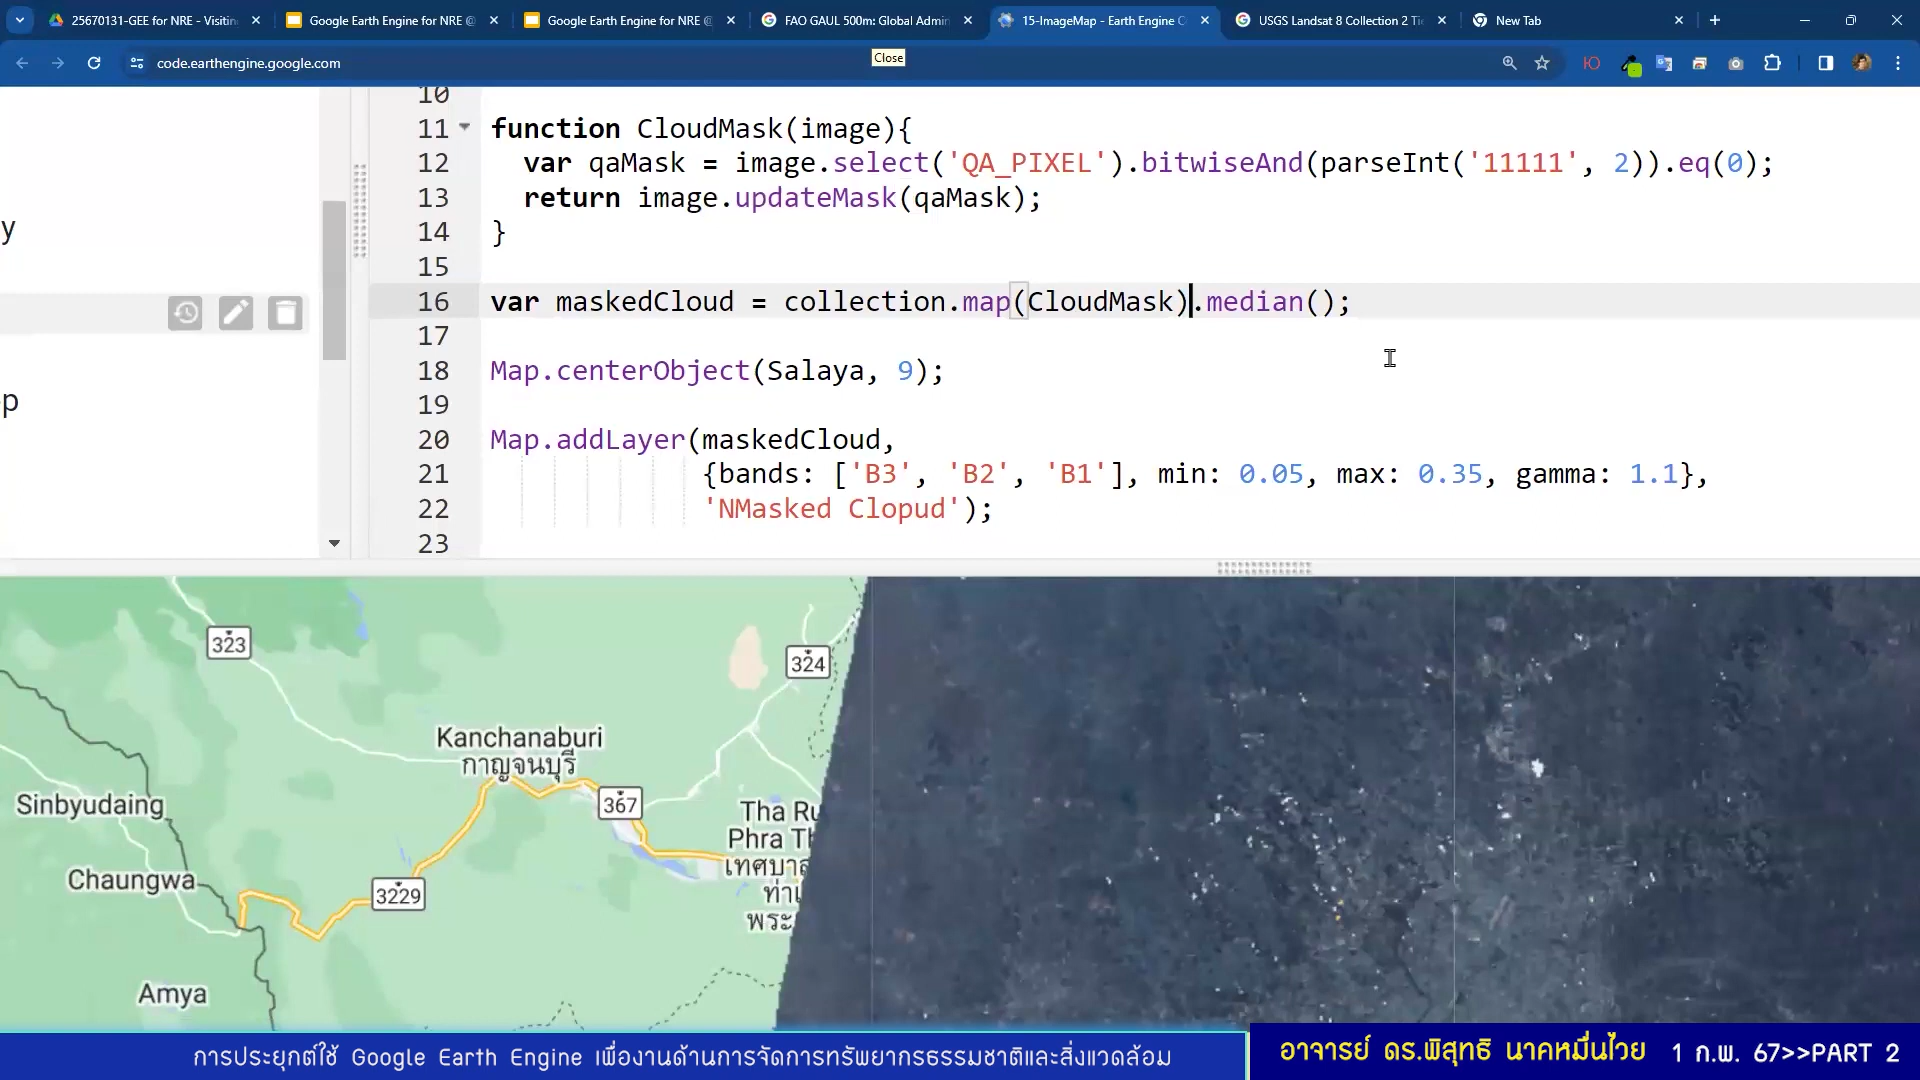 25670131-GEE for NRE - Visitin
Google Earth Engine for NRE @
Google Earth Engine for NRE @
FAO GAUL 500m: Global Admin
15-ImageMap - Earth Engine C
USGS Landsat 8 Collection 2 Tie
New Tab
code.earthengine.google.com
Close
10
11 function CloudMask(image){
12 var qaMask = image.select('QA_PIXEL').bitwiseAnd(parseInt('11111', 2)).eq(0);
13 return image.updateMask(qaMask);
14 }
15
16 var maskedCloud = collection.map(CloudMask).median();
17
18 Map.centerObject(Salaya, 9);
19
20 Map.addLayer(maskedCloud,
21 {bands: ['B3', 'B2', 'B1'], min: 0.05, max: 0.35, gamma: 1.1},
22 'NMasked Clopud');
23
y
p
323
324
Kanchanaburi
กาญจนบุรี
Sinbyudaing
367
Tha Ru
Phra Th
เทศบาล
ท่าเ
พระ
Chaungwa
3229
Amya
การประยุกต์ใช้ Google Earth Engine เพื่องานด้านการจัดการทรัพยากรธรรมชาติและสิ่งแวดล้อม
อาจารย์ ดร.พิสุทธิ นาคหมื่นไวย 1 ก.พ. 67>>PART 2